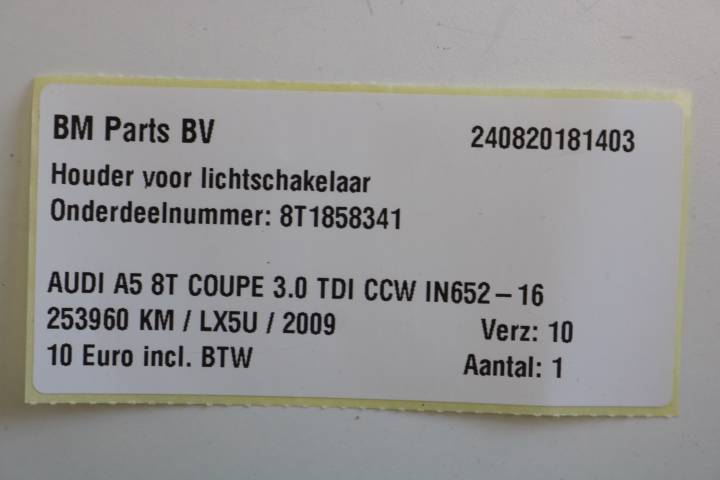 BM Parts BV 240820181403
Houder voor lichtschakelaar
Onderdeelnummer: 8T1858341
AUDI A5 8T COUPE 3.0 TDI CCW IN652-16
253960 KM / LX5U / 2009 Verz: 10
10 Euro incl. BTW Aantal: 1